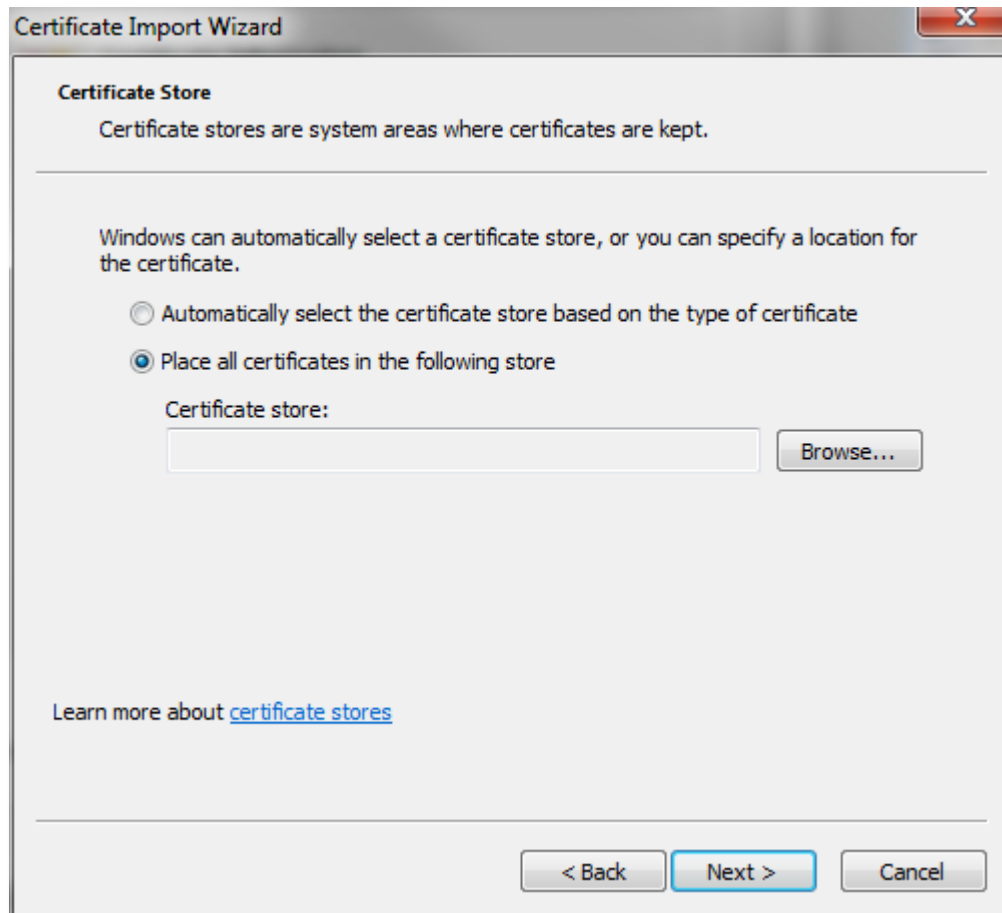 Certificate Import Wizard
Certificate Store
Certificate stores are system areas where certificates are kept.
Windows can automatically select a certificate store, or you can specify a location for
the certificate.
Automatically select the certificate store based on the type of certificate
Place all certificates in the following store
Certificate store:
Browse...
Learn more about certificate stores
< Back Next > Cancel